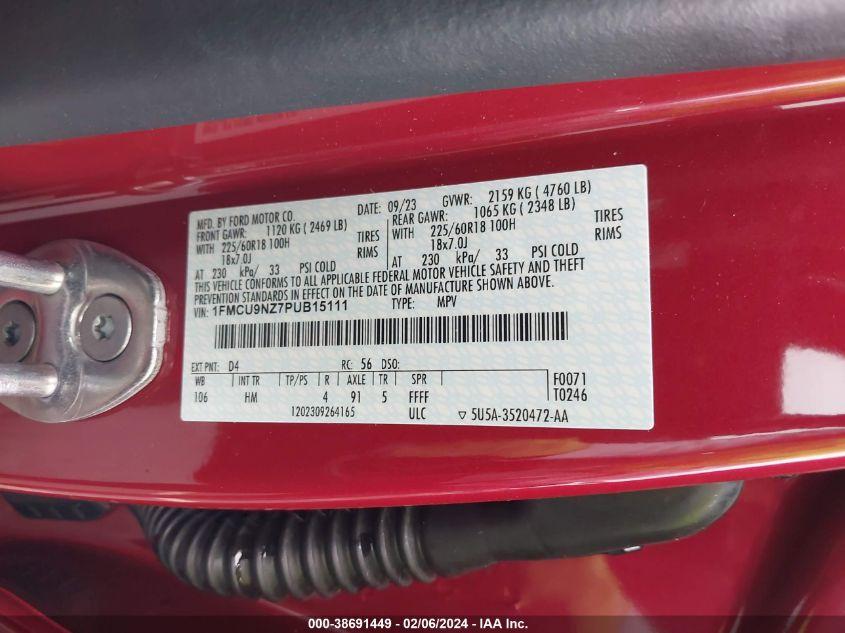 MFD. BY FORD MOTOR CO. DATE: 09/23 GVWR: 2159 KG ( 4760 LB)
FRONT GAWR: 1120 KG ( 2469 LB) REAR GAWR: 1065 KG ( 2348 LB)
WITH 225/60R18 100H TIRES WITH 225/60R18 100H TIRES
18x7.0J RIMS 18x7.0J RIMS
AT 230 kPa/ 33 PSI COLD AT 230 kPa/ 33 PSI COLD
THIS VEHICLE CONFORMS TO ALL APPLICABLE FEDERAL MOTOR VEHICLE SAFETY AND THEFT
PREVENTION STANDARDS IN EFFECT ON THE DATE OF MANUFACTURE SHOWN ABOVE.
VIN: 1FMCU9NZ7PUB15111 TYPE: MPV
EXT PNT: D4 RC: 56 DSO:
WB INT TR TP/PS R AXLE TR SPR F0071
106 HM 4 91 5 FFFF T0246
1202309264165 ULC ▽ 5U5A-3520472-AA
000-38691449 - 02/06/2024 - IAA Inc.